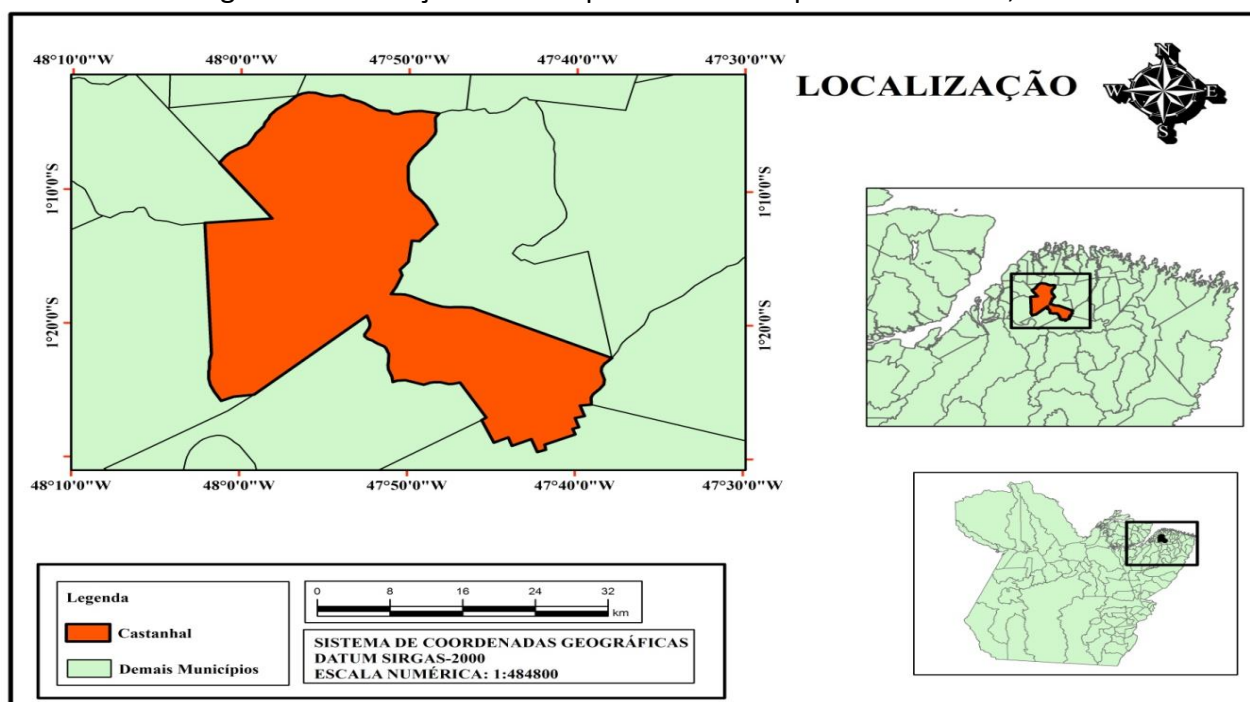 48°10'0"W 48°0'0"W 47°50'0"W 47°40'0"W 47°30'0"W
LOCALIZAÇÃO
N
W E
S
1°10'0"S 1°10'0"S
1°20'0"S 1°20'0"S
48°10'0"W 48°0'0"W 47°50'0"W 47°40'0"W 47°30'0"W
Legenda
Castanhal
Demais Municípios
0 8 16 24 32
km
SISTEMA DE COORDENADAS GEOGRÁFICAS
DATUM SIRGAS-2000
ESCALA NUMÉRICA: 1:484800